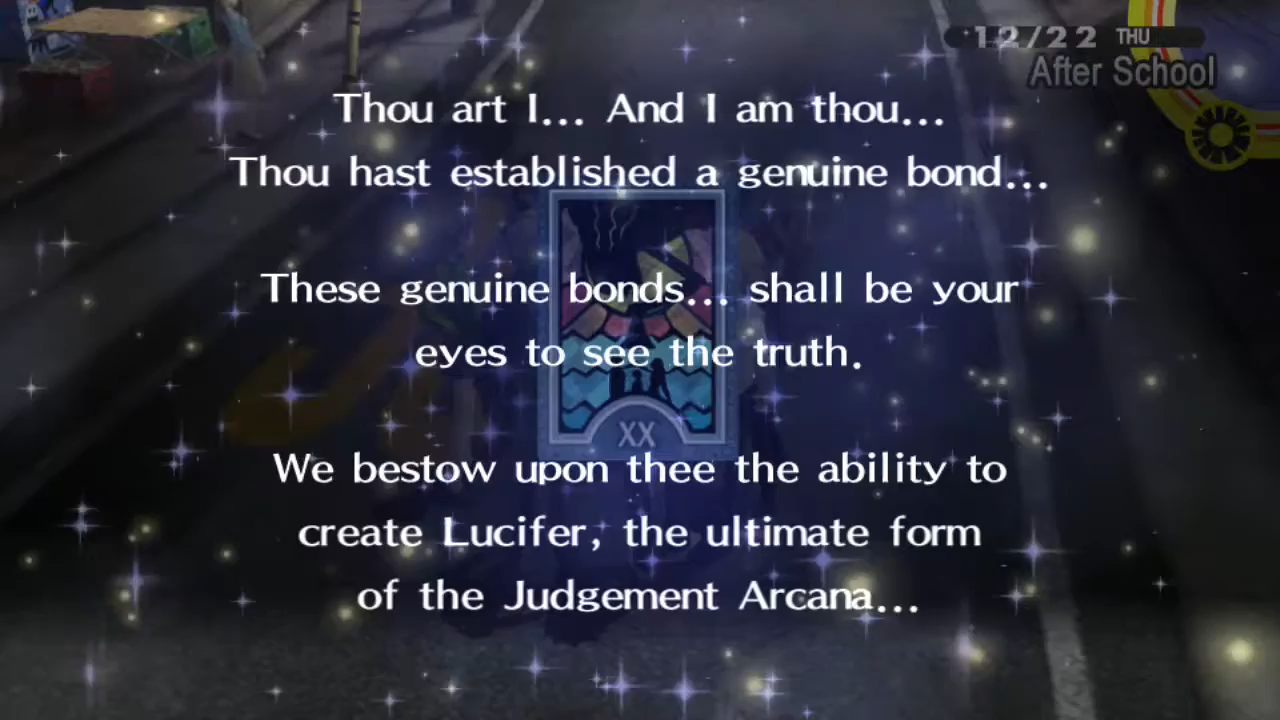 12/22 THU
After School
Thou art I... And I am thou...
Thou hast established a genuine bond...
These genuine bonds... shall be your
eyes to see the truth.
XX
We bestow upon thee the ability to
create Lucifer, the ultimate form
of the Judgement Arcana...